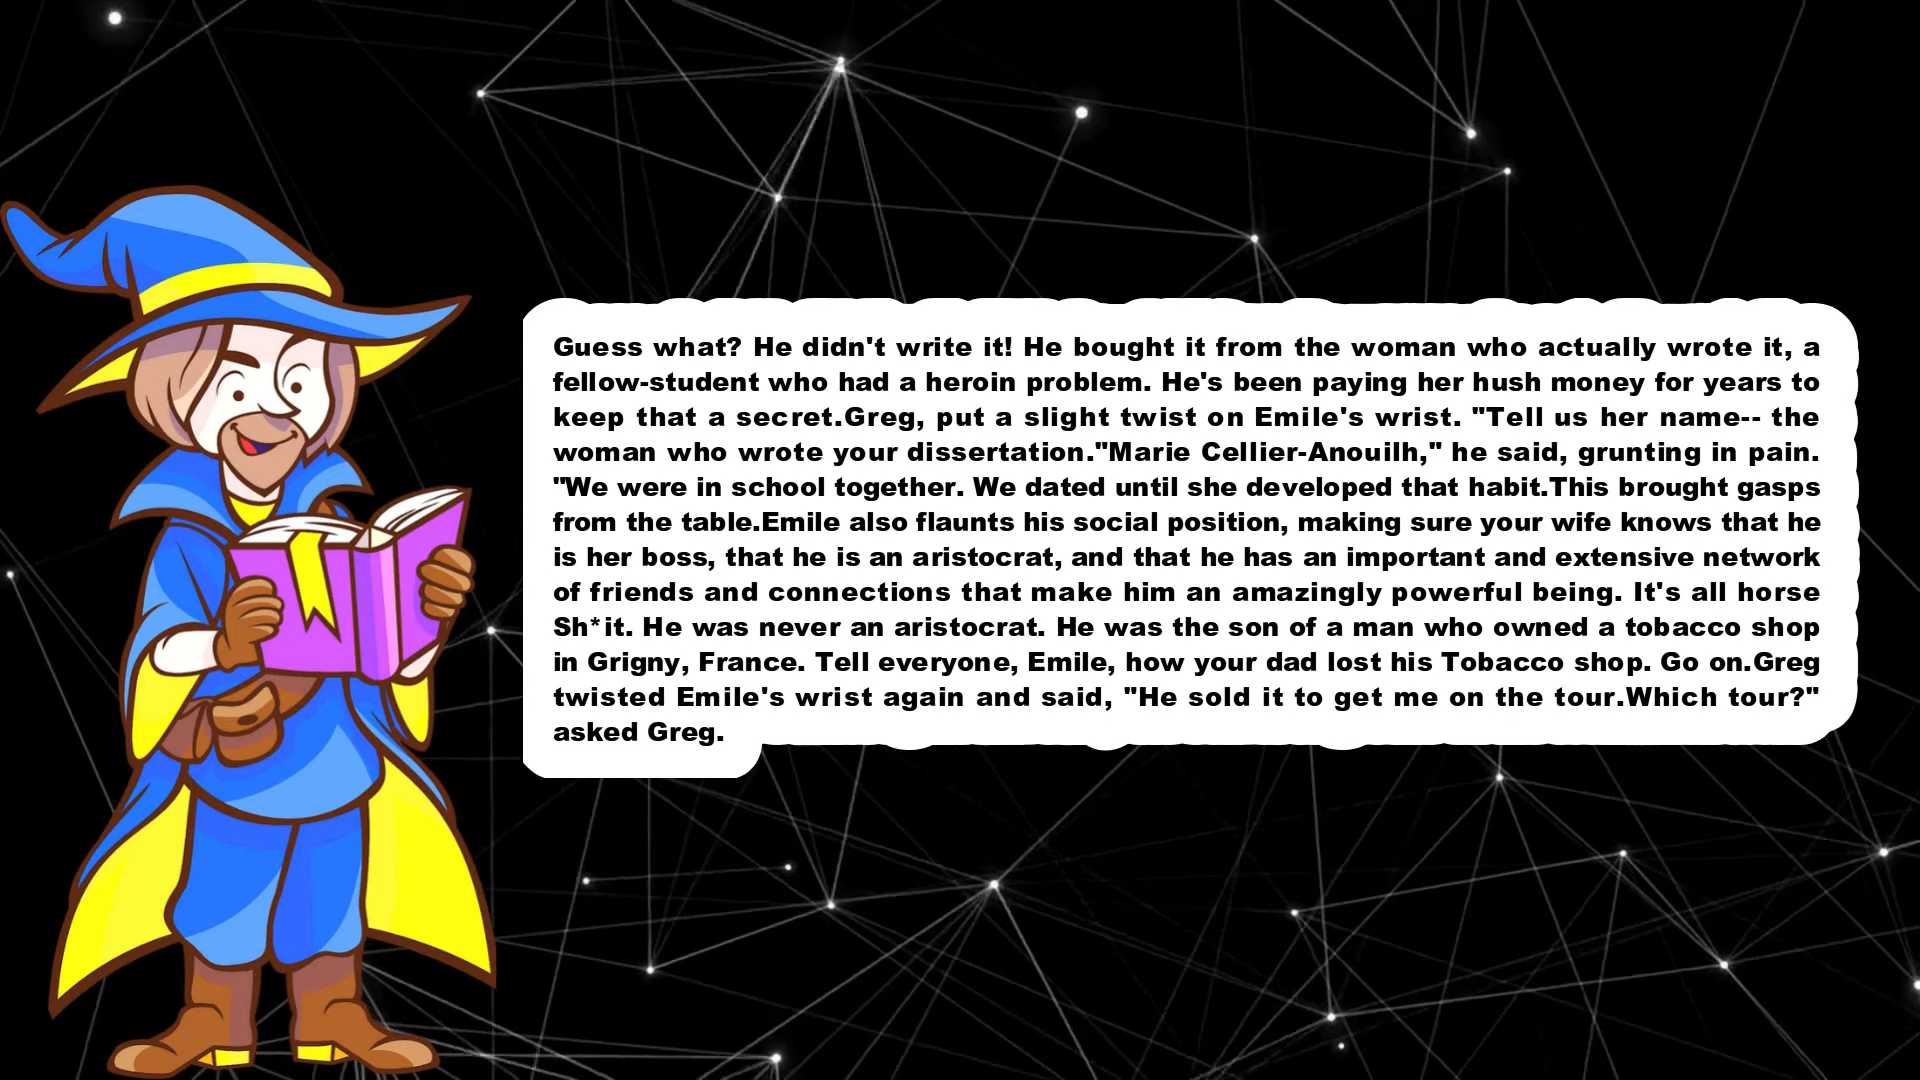 Guess what? He didn't write it! He bought it from the woman who actually wrote it, a
fellow-student who had a heroin problem. He's been paying her hush money for years to
keep that a secret.Greg, put a slight twist on Emile's wrist. "Tell us her name-- the
woman who wrote your dissertation."Marie Cellier-Anouilh," he said, grunting in pain.
"We were in school together. We dated until she developed that habit.This brought gasps
from the table.Emile also flaunts his social position, making sure your wife knows that he
is her boss, that he is an aristocrat, and that he has an important and extensive network
of friends and connections that make him an amazingly powerful being. It's all horse
Sh*it. He was never an aristocrat. He was the son of a man who owned a tobacco shop
in Grigny, France. Tell everyone, Emile, how your dad lost his Tobacco shop. Go on.Greg
twisted Emile's wrist again and said, "He sold it to get me on the tour.Which tour?"
asked Greg.